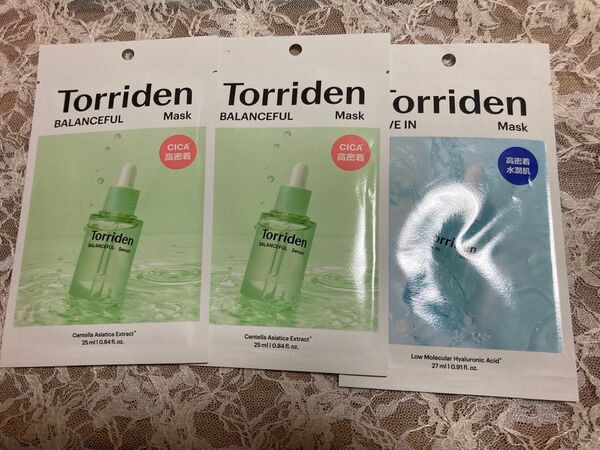 Torriden
BALANCEFUL Mask
CICA+
高密着
Torriden
BALANCEFUL Serum
Centella Asiatica Extract+
25 ml | 0.84 fl. oz.
Torriden
BALANCEFUL Mask
CICA+
高密着
Torriden
BALANCEFUL Serum
Centella Asiatica Extract+
25 ml | 0.84 fl. oz.
Torriden
VE IN Mask
高密着
水潤肌
Torriden
IN
Low Molecular Hyaluronic Acid+
27 ml | 0.91 fl. oz.